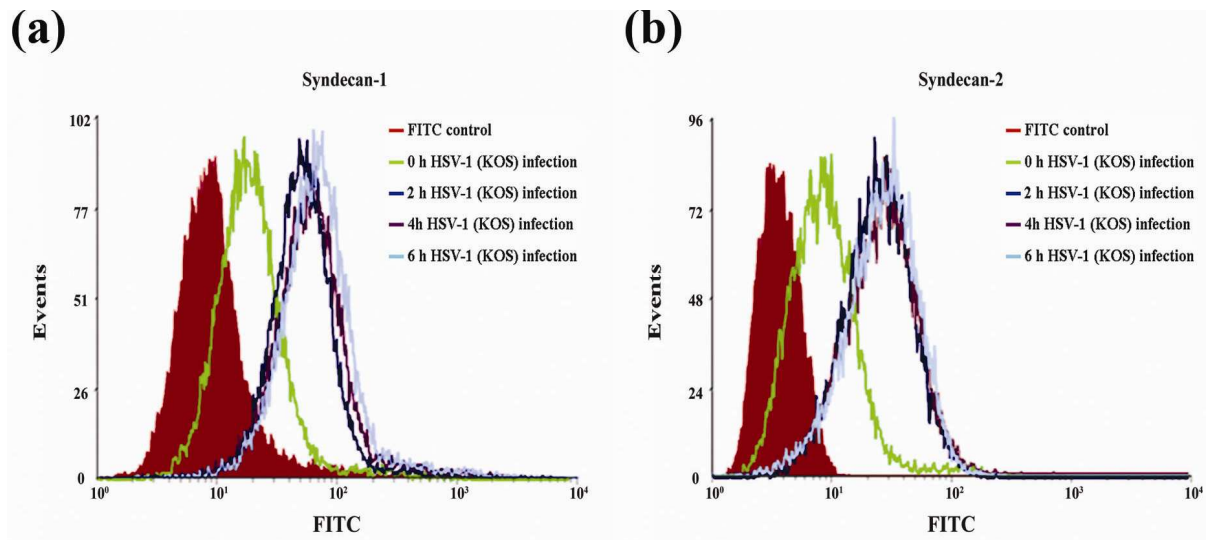 (a)
Syndecan-1
102
77
51
26
0
Events
10⁰
10¹
10²
10³
10⁴
FITC
FITC control
0 h HSV-1 (KOS) infection
2 h HSV-1 (KOS) infection
4h HSV-1 (KOS) infection
6 h HSV-1 (KOS) infection
(b)
Syndecan-2
96
72
48
24
0
Events
10⁰
10¹
10²
10³
10⁴
FITC
FITC control
0 h HSV-1 (KOS) infection
2 h HSV-1 (KOS) infection
4h HSV-1 (KOS) infection
6 h HSV-1 (KOS) infection